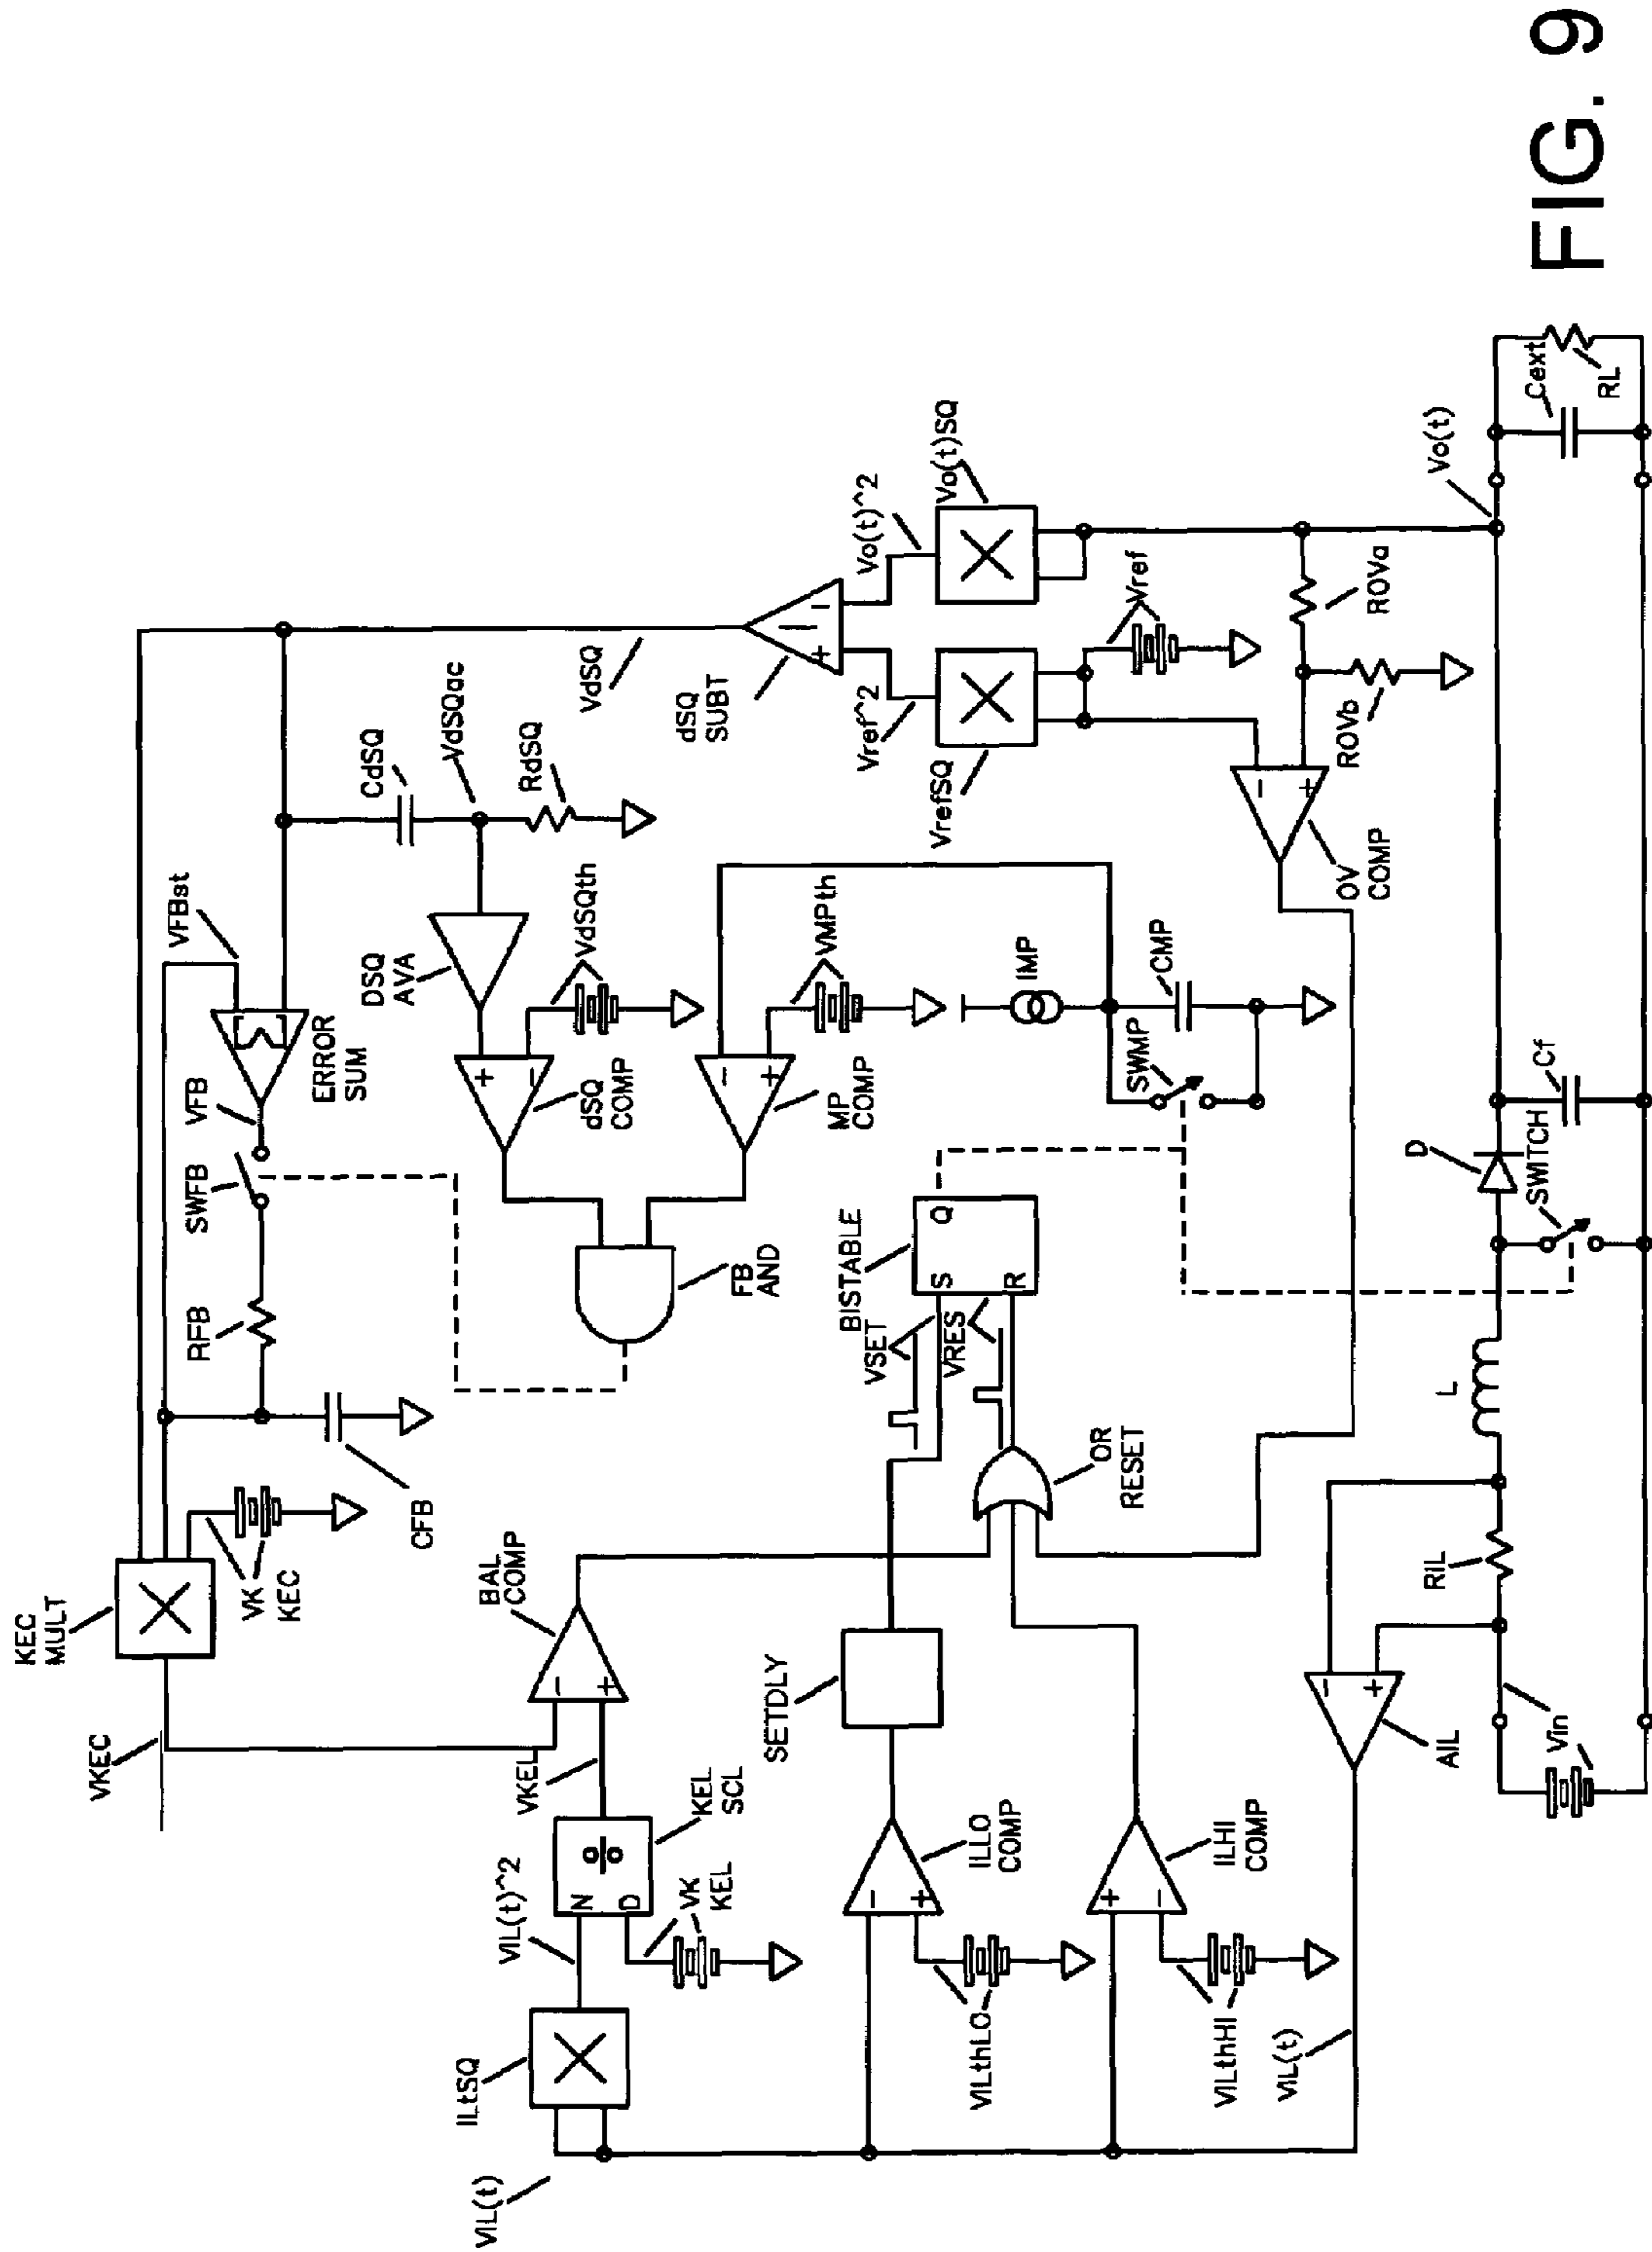 KEC
MULT
VKEC
VK
KEC
CFB
RFB
SWFB
VFB
VFBst
ERROR
SUM
CdSQ
VdSQac
RdSQ
DSQ
AVA
VdSQth
dSQ
COMP
VMPth
MP
COMP
FB
AND
VdSQ
dSQ
SUBT
Vref^2
Vo(t)^2
VrefSQ
Vo(t)SQ
Vref
ROVa
ROVb
OV
COMP
IMP
CMP
SWMP
BISTABLE
S
Q
R
VSET
VRES
OR
RESET
BAL
COMP
VKEL
KEL
SCL
N
D
VK
KEL
VIL(t)^2
ILtSQ
VIL(t)
SETDLY
ILLO
COMP
VILthLO
ILHI
COMP
VILthHI
VIL(t)
AIL
Vin
RIL
L
SWITCH
D
Cf
Vo(t)
Cext
RL
FIG. 9